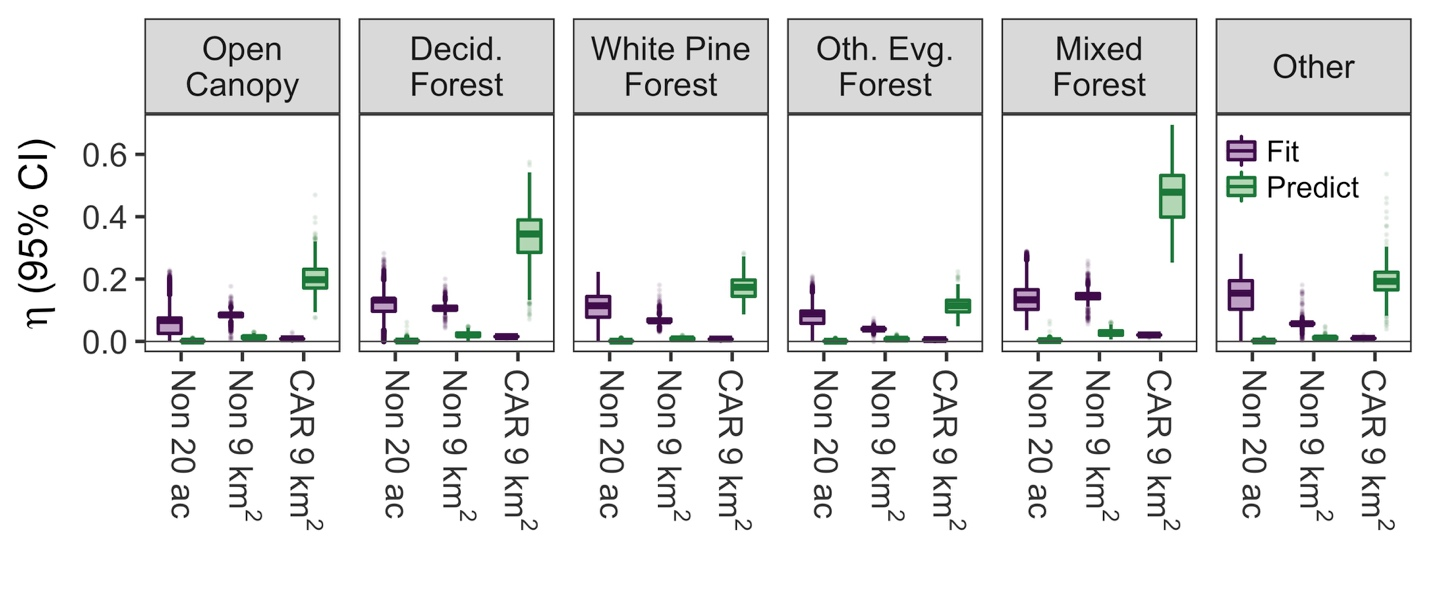 Open
Canopy
Decid.
Forest
White Pine
Forest
Oth. Evg.
Forest
Mixed
Forest
Other
η (95% CI)
0.6
0.4
0.2
0.0
Fit
Predict
Non 20 ac
Non 9 km²
CAR 9 km²
Non 20 ac
Non 9 km²
CAR 9 km²
Non 20 ac
Non 9 km²
CAR 9 km²
Non 20 ac
Non 9 km²
CAR 9 km²
Non 20 ac
Non 9 km²
CAR 9 km²
Non 20 ac
Non 9 km²
CAR 9 km²